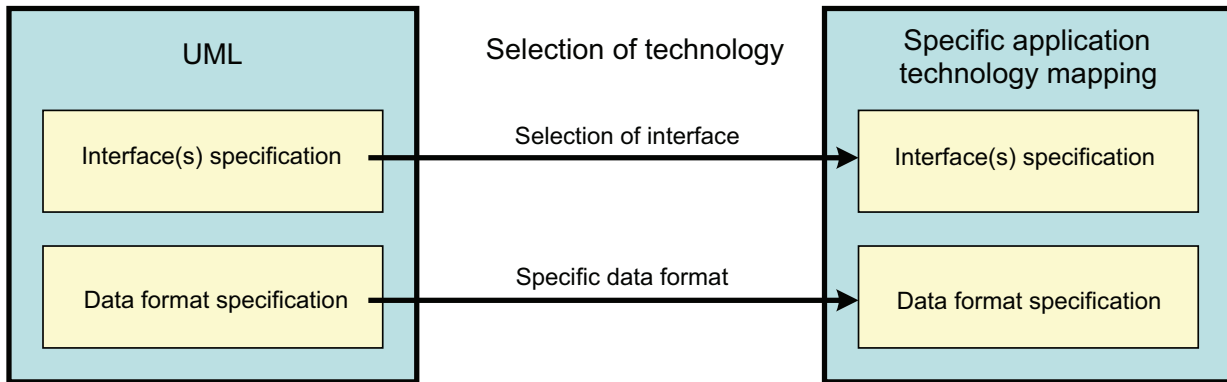 UML
Selection of technology
Specific application
technology mapping
Interface(s) specification
Selection of interface
Interface(s) specification
Data format specification
Specific data format
Data format specification